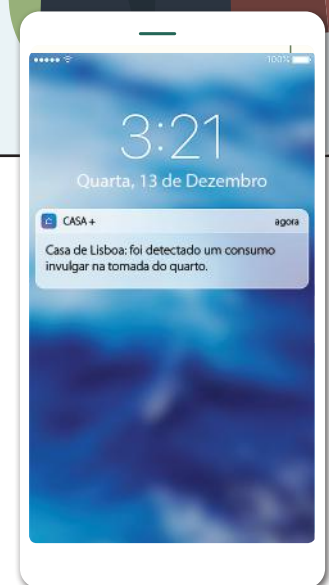 100%
3:21
Quarta, 13 de Dezembro
CASA + agora
Casa de Lisboa: foi detectado um consumo
invulgar na tomada do quarto.